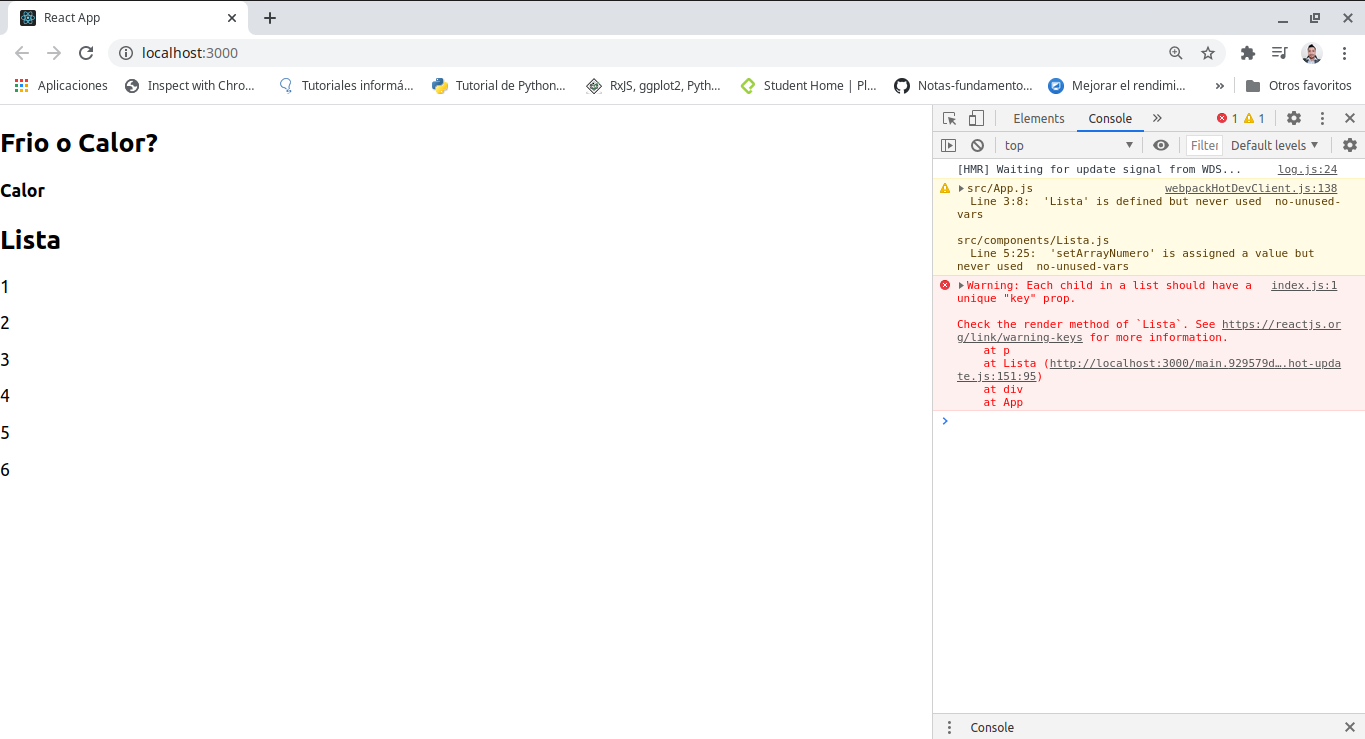 React App
localhost:3000
Aplicaciones
Inspect with Chro...
Tutoriales informá...
Tutorial de Python...
RxJS, ggplot2, Pyth...
Student Home | Pl...
Notas-fundamento...
Mejorar el rendimi...
»
Otros favoritos
Frio o Calor?
Calor
Lista
1
2
3
4
5
6
Elements
Console
»
1
1
top
Filter
Default levels
[HMR] Waiting for update signal from WDS... log.js:24
src/App.js webpackHotDevClient.js:138
Line 3:8: 'Lista' is defined but never used no-unused-
vars
src/components/Lista.js
Line 5:25: 'setArrayNumero' is assigned a value but
never used no-unused-vars
Warning: Each child in a list should have a index.js:1
unique "key" prop.
Check the render method of `Lista`. See https://reactjs.or
g/link/warning-keys for more information.
at p
at Lista (http://localhost:3000/main.929579d….hot-upda
te.js:151:95)
at div
at App
Console